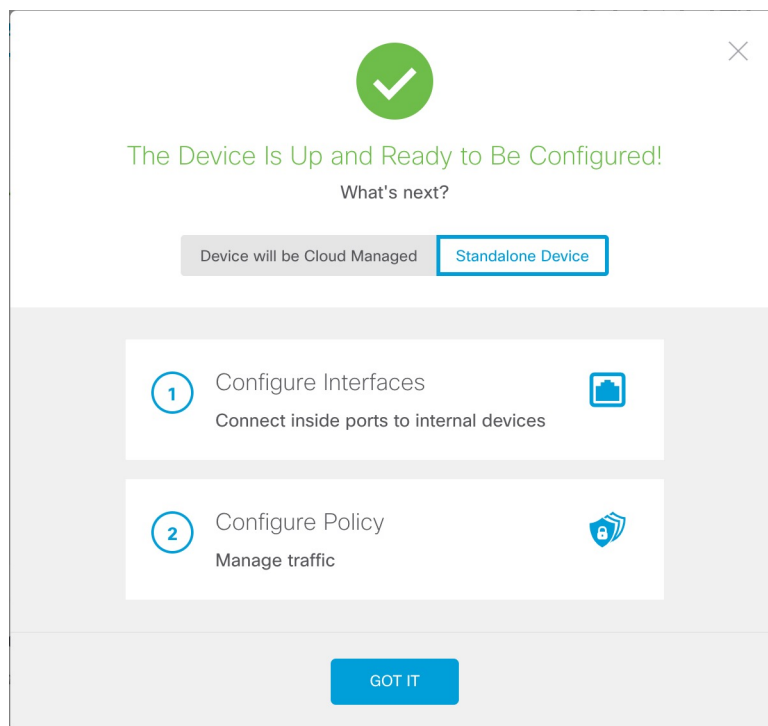 The Device Is Up and Ready to Be Configured!
What's next?
Device will be Cloud Managed
Standalone Device
1
Configure Interfaces
Connect inside ports to internal devices
2
Configure Policy
Manage traffic
GOT IT